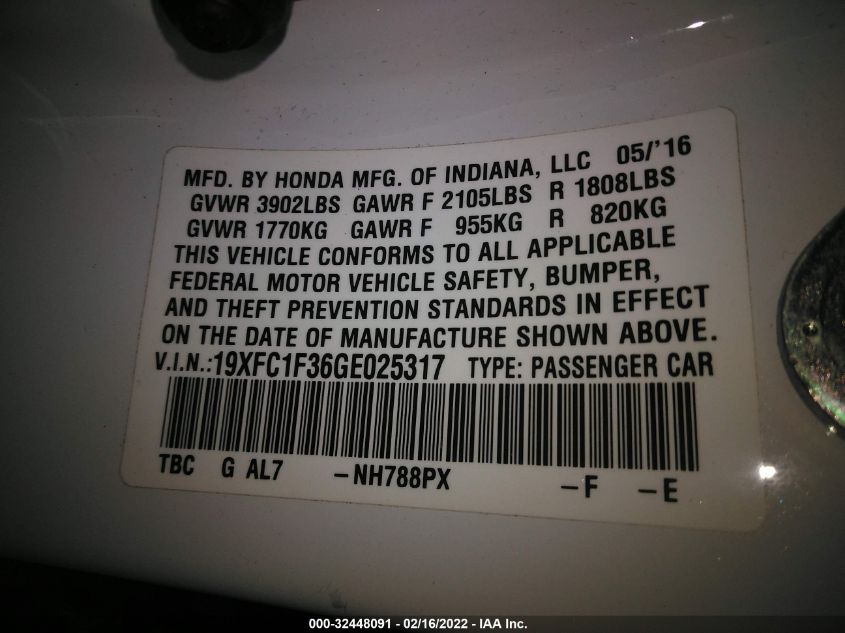 MFD. BY HONDA MFG. OF INDIANA, LLC 05/'16
GVWR 3902LBS GAWR F 2105LBS R 1808LBS
GVWR 1770KG GAWR F 955KG R 820KG
THIS VEHICLE CONFORMS TO ALL APPLICABLE
FEDERAL MOTOR VEHICLE SAFETY, BUMPER,
AND THEFT PREVENTION STANDARDS IN EFFECT
ON THE DATE OF MANUFACTURE SHOWN ABOVE.
V.I.N.:19XFC1F36GE025317 TYPE: PASSENGER CAR
TBC G AL7 –NH788PX –F –E
000-32448091 - 02/16/2022 - IAA Inc.